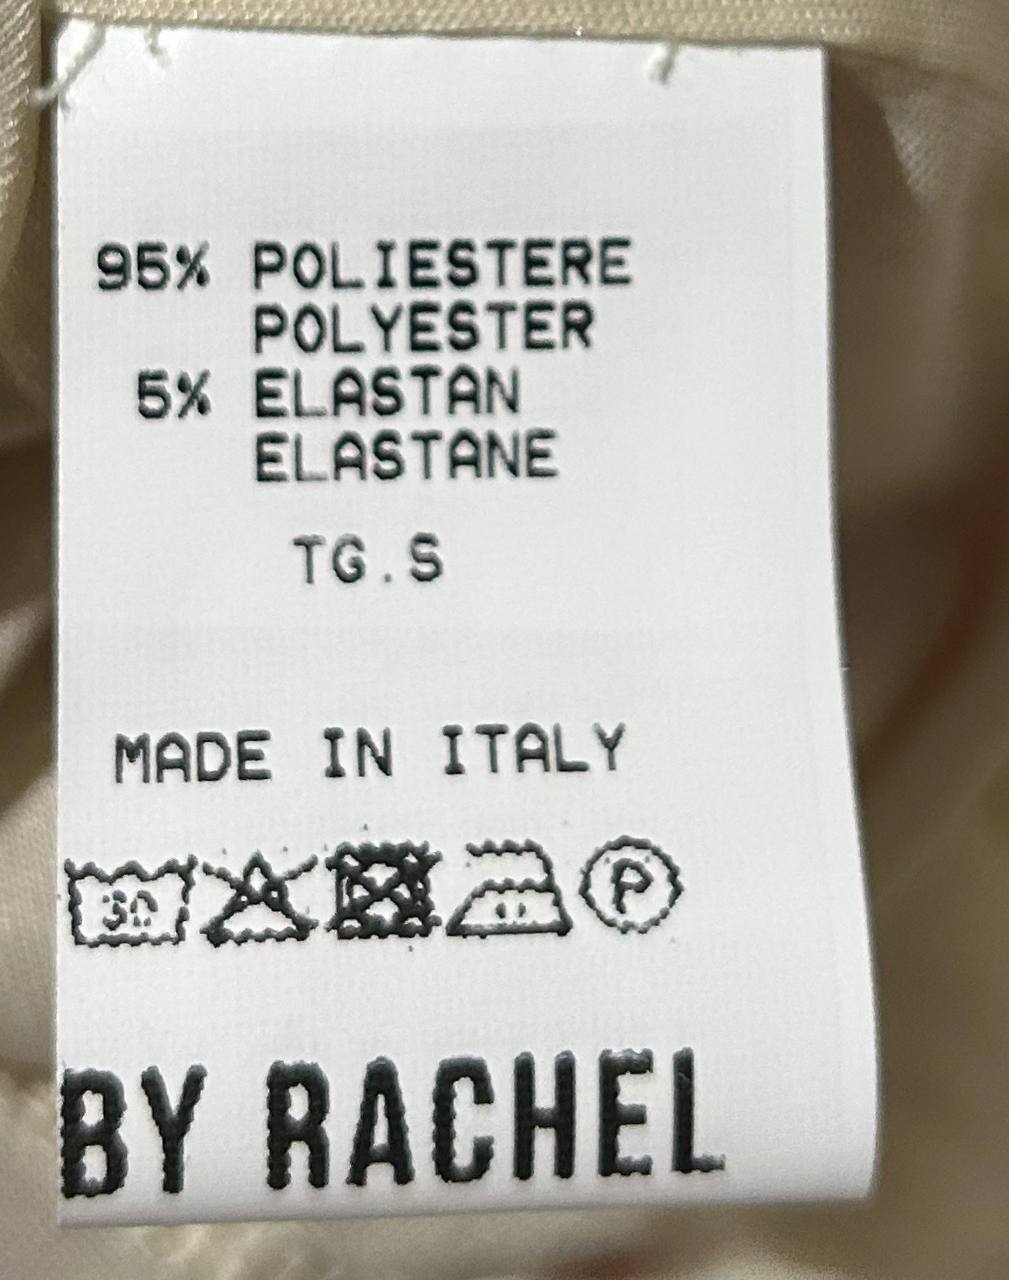 95% POLIESTERE
POLYESTER
5% ELASTAN
ELASTANE
TG.S
MADE IN ITALY
30 P
BY RACHEL